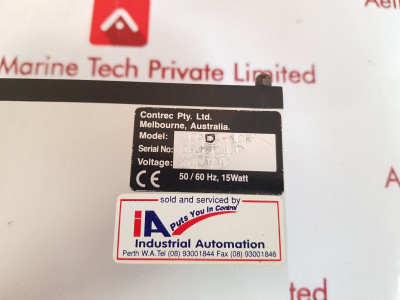 Marine Tech Private Limited
Contrec Pty. Ltd.
Melbourne, Australia.
Model: D
Serial No:
Voltage:
CE 50 / 60 Hz, 15Watt
sold and serviced by
iA Puts You in Control
Industrial Automation
Perth W.A. Tel (08) 93001844 Fax (08) 93001846